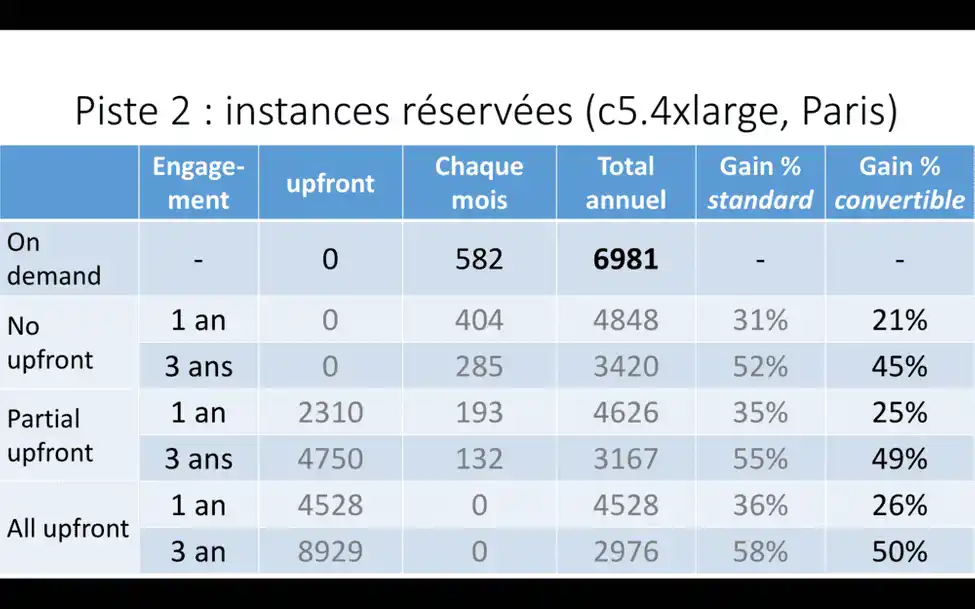 Piste 2 : instances réservées (c5.4xlarge, Paris)
Engage- upfront Chaque Total Gain % Gain %
ment mois annuel standard convertible
On demand - 0 582 6981 - -
No upfront 1 an 0 404 4848 31% 21%
3 ans 0 285 3420 52% 45%
Partial upfront 1 an 2310 193 4626 35% 25%
3 ans 4750 132 3167 55% 49%
All upfront 1 an 4528 0 4528 36% 26%
3 an 8929 0 2976 58% 50%